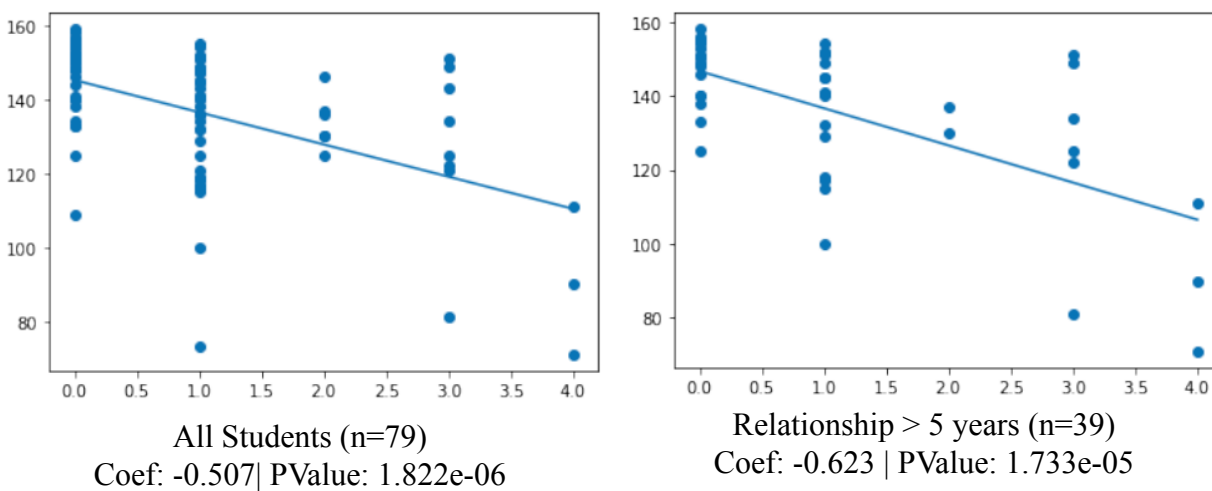 160
140
120
100
80
0.0 0.5 1.0 1.5 2.0 2.5 3.0 3.5 4.0
All Students (n=79)
Coef: -0.507| PValue: 1.822e-06
160
140
120
100
80
0.0 0.5 1.0 1.5 2.0 2.5 3.0 3.5 4.0
Relationship > 5 years (n=39)
Coef: -0.623 | PValue: 1.733e-05